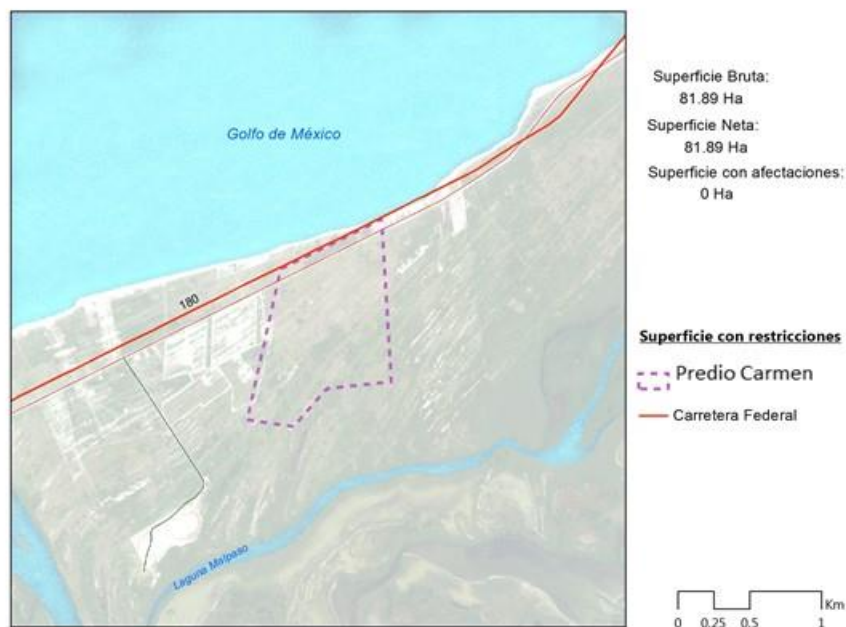 Golfo de México
180
Laguna Malpaso
Superficie Bruta:
81.89 Ha
Superficie Neta:
81.89 Ha
Superficie con afectaciones:
0 Ha
Superficie con restricciones
Predio Carmen
Carretera Federal
Km
0 0.25 0.5 1